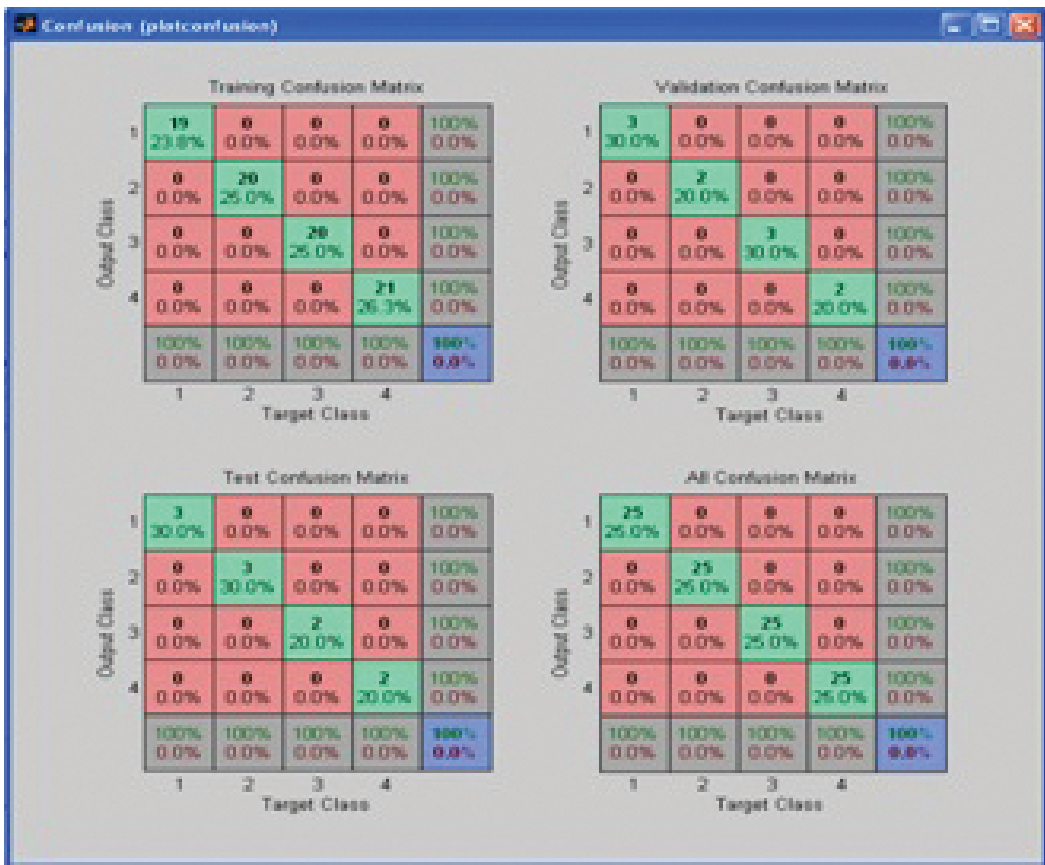 Confusion (plotconfusion)
Training Confusion Matrix
Output Class
1 19 0 0 0 100%
23.8% 0.0% 0.0% 0.0% 0.0%
2 0 20 0 0 100%
0.0% 25.0% 0.0% 0.0% 0.0%
3 0 0 20 0 100%
0.0% 0.0% 25.0% 0.0% 0.0%
4 0 0 0 21 100%
0.0% 0.0% 0.0% 26.3% 0.0%
100% 100% 100% 100% 100%
0.0% 0.0% 0.0% 0.0% 0.0%
1 2 3 4
Target Class
Validation Confusion Matrix
Output Class
1 3 0 0 0 100%
30.0% 0.0% 0.0% 0.0% 0.0%
2 0 2 0 0 100%
0.0% 20.0% 0.0% 0.0% 0.0%
3 0 0 3 0 100%
0.0% 0.0% 30.0% 0.0% 0.0%
4 0 0 0 2 100%
0.0% 0.0% 0.0% 20.0% 0.0%
100% 100% 100% 100% 100%
0.0% 0.0% 0.0% 0.0% 0.0%
1 2 3 4
Target Class
Test Confusion Matrix
Output Class
1 3 0 0 0 100%
30.0% 0.0% 0.0% 0.0% 0.0%
2 0 3 0 0 100%
0.0% 30.0% 0.0% 0.0% 0.0%
3 0 0 2 0 100%
0.0% 0.0% 20.0% 0.0% 0.0%
4 0 0 0 2 100%
0.0% 0.0% 0.0% 20.0% 0.0%
100% 100% 100% 100% 100%
0.0% 0.0% 0.0% 0.0% 0.0%
1 2 3 4
Target Class
All Confusion Matrix
Output Class
1 25 0 0 0 100%
25.0% 0.0% 0.0% 0.0% 0.0%
2 0 25 0 0 100%
0.0% 25.0% 0.0% 0.0% 0.0%
3 0 0 25 0 100%
0.0% 0.0% 25.0% 0.0% 0.0%
4 0 0 0 25 100%
0.0% 0.0% 0.0% 25.0% 0.0%
100% 100% 100% 100% 100%
0.0% 0.0% 0.0% 0.0% 0.0%
1 2 3 4
Target Class